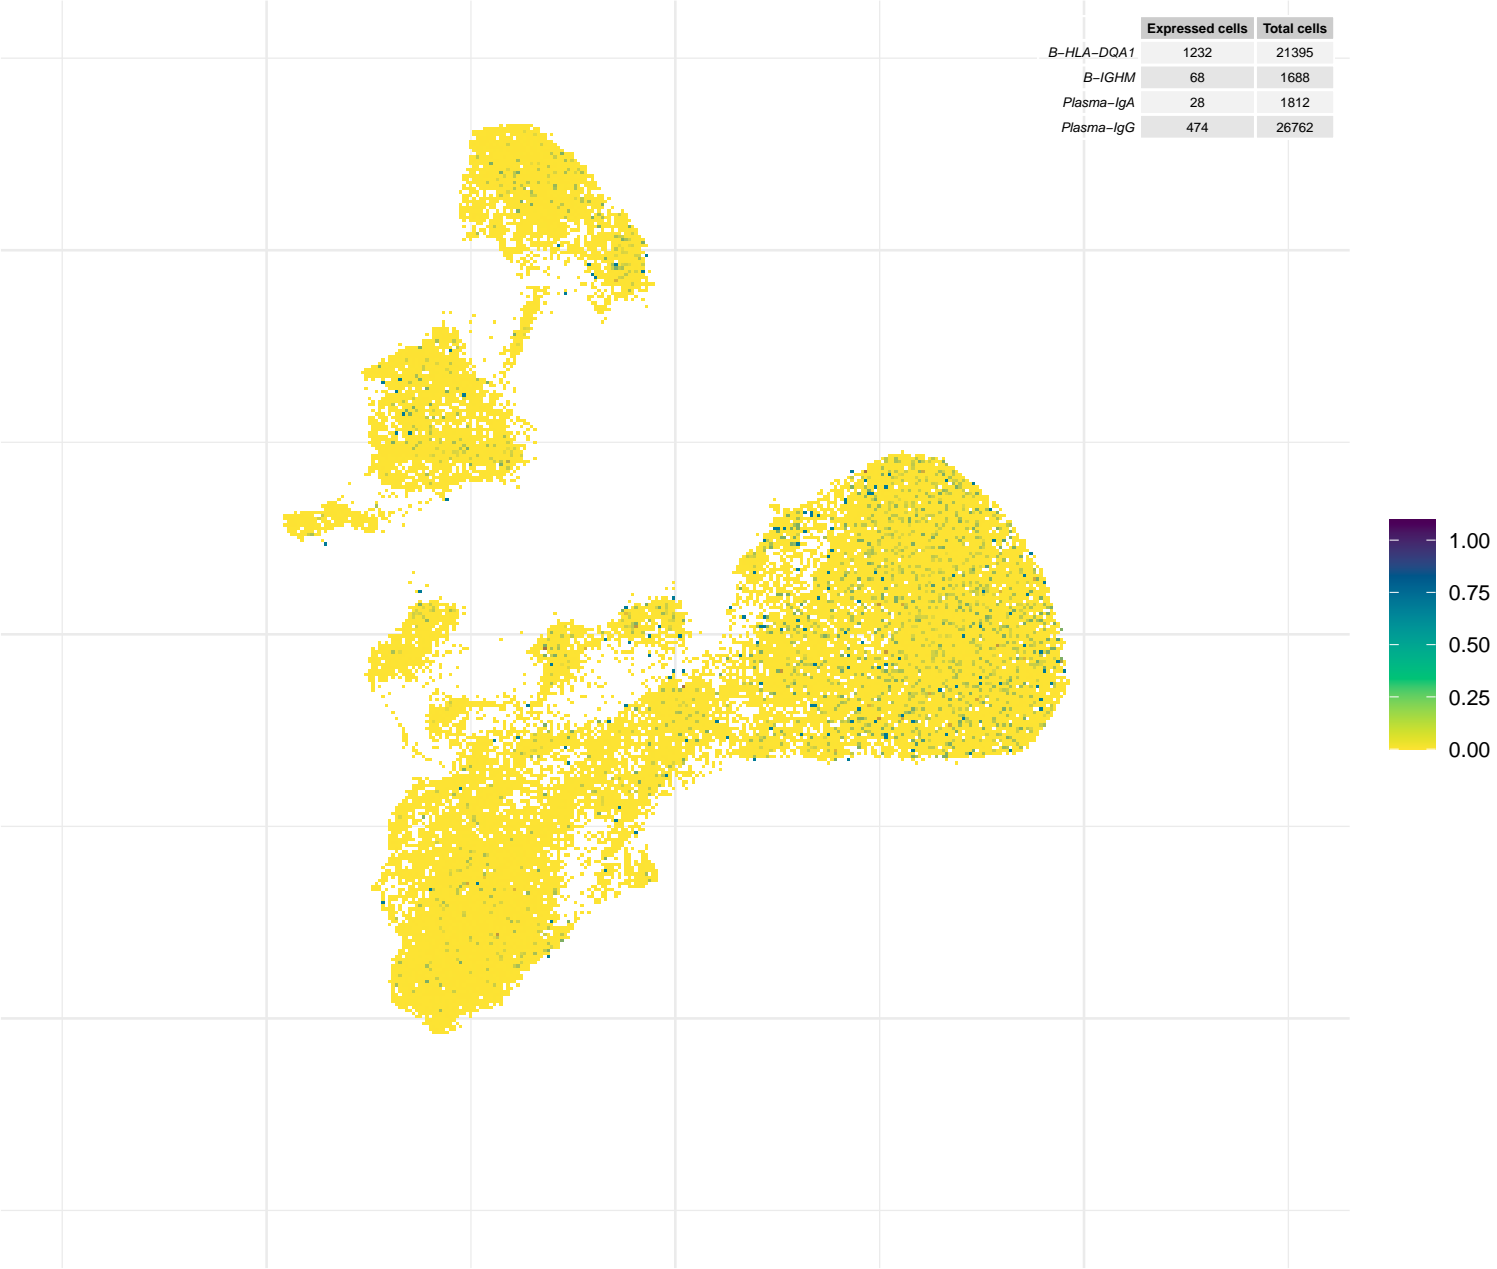 Expressed cells Total cells
B−HLA−DQA1 1232 21395
B−IGHM 68 1688
Plasma−IgA 28 1812
Plasma−IgG 474 26762
1.00
0.75
0.50
0.25
0.00